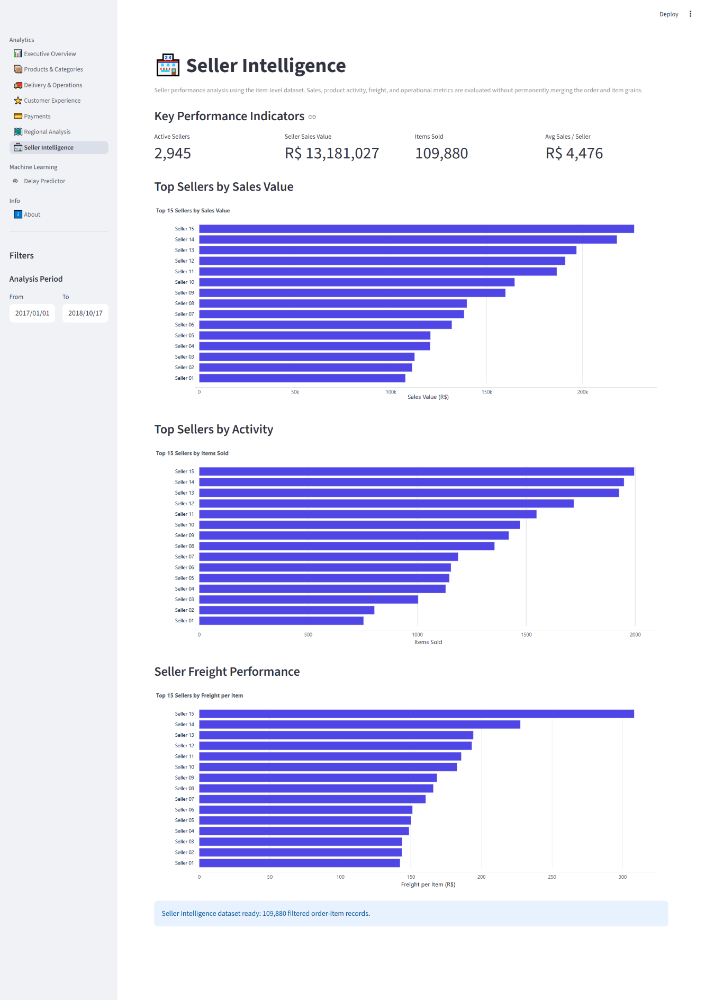 Deploy
Analytics
Executive Overview
Products & Categories
Delivery & Operations
Customer Experience
Payments
Regional Analysis
Seller Intelligence
Machine Learning
Delay Predictor
Info
About
Filters
Analysis Period
From To
2017/01/01 2018/10/17
24
Seller Intelligence
Seller performance analysis using the item-level dataset. Sales, product activity, freight, and operational metrics are evaluated without permanently merging the order and item grains.
Key Performance Indicators
Active Sellers Seller Sales Value Items Sold Avg Sales / Seller
2,945 R$ 13,181,027 109,880 R$ 4,476
Top Sellers by Sales Value
Top 15 Sellers by Sales Value
Seller 15
Seller 14
Seller 13
Seller 12
Seller 11
Seller 10
Seller 09
Seller 08
Seller 07
Seller 06
Seller 05
Seller 04
Seller 03
Seller 02
Seller 01
0 50k 100k 150k 200k
Sales Value (R$)
Top Sellers by Activity
Top 15 Sellers by Items Sold
Seller 15
Seller 14
Seller 13
Seller 12
Seller 11
Seller 10
Seller 09
Seller 08
Seller 07
Seller 06
Seller 05
Seller 04
Seller 03
Seller 02
Seller 01
0 500 1000 1500 2000
Items Sold
Seller Freight Performance
Top 15 Sellers by Freight per Item
Seller 15
Seller 14
Seller 13
Seller 12
Seller 11
Seller 10
Seller 09
Seller 08
Seller 07
Seller 06
Seller 05
Seller 04
Seller 03
Seller 02
Seller 01
0 50 100 150 200 250 300
Freight per Item (R$)
Seller Intelligence dataset ready: 109,880 filtered order-item records.